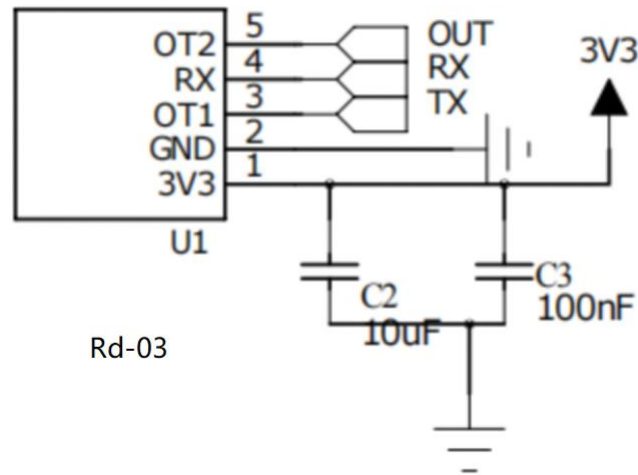 OT2 5 OUT
RX 4 RX
OT1 3 TX
GND 2
3V3 1
3V3
U1
C2
10uF
C3
100nF
Rd-03